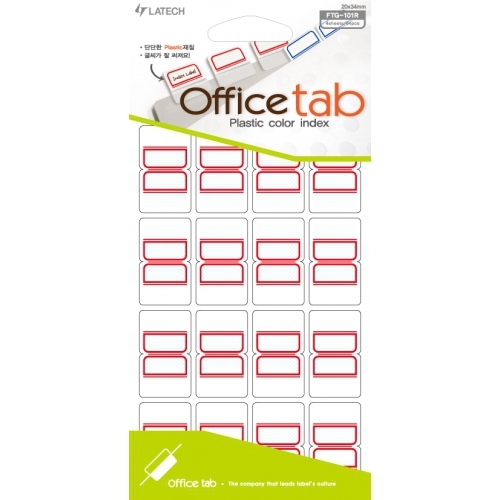 LATECH
20x34mm
FTG-101R
4sheets/64pcs
• 단단한 Plastic재질
• 글씨가 잘 써져요!
Index Label
Office tab
Plastic color index
Office tab • The company that leads label's culture